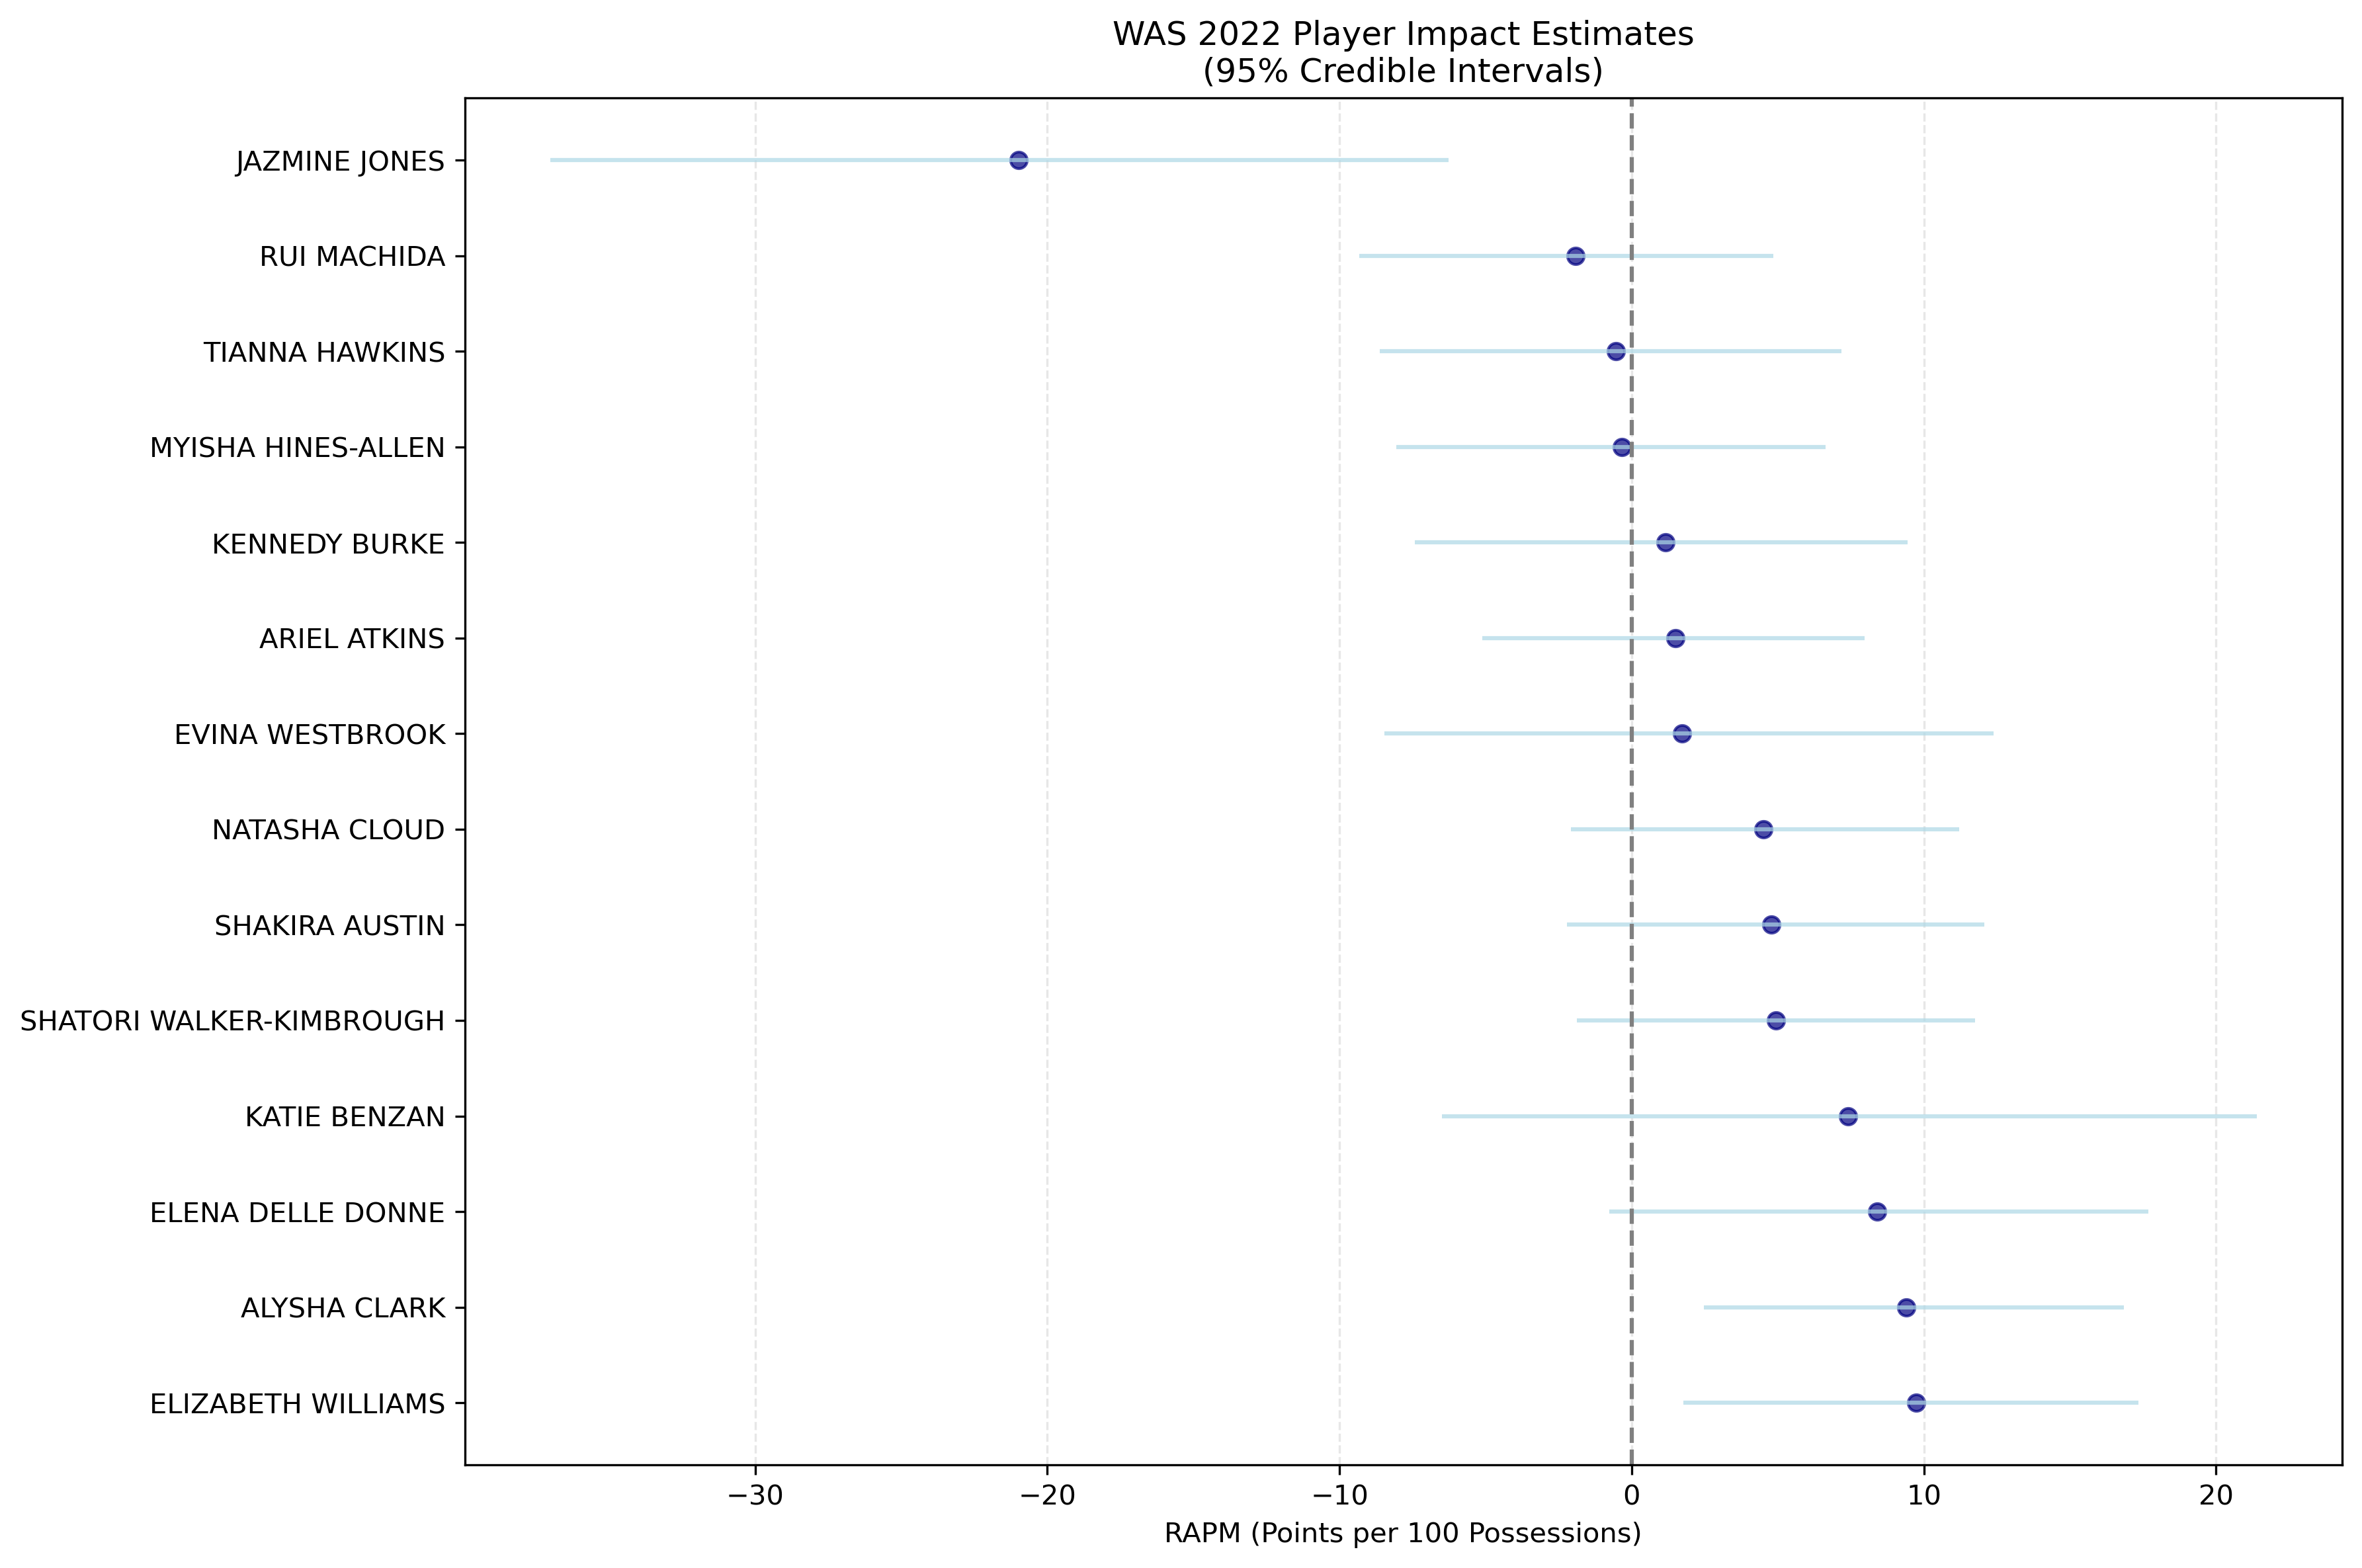 WAS 2022 Player Impact Estimates
(95% Credible Intervals)
JAZMINE JONES
RUI MACHIDA
TIANNA HAWKINS
MYISHA HINES-ALLEN
KENNEDY BURKE
ARIEL ATKINS
EVINA WESTBROOK
NATASHA CLOUD
SHAKIRA AUSTIN
SHATORI WALKER-KIMBROUGH
KATIE BENZAN
ELENA DELLE DONNE
ALYSHA CLARK
ELIZABETH WILLIAMS
−30 −20 −10 0 10 20
RAPM (Points per 100 Possessions)